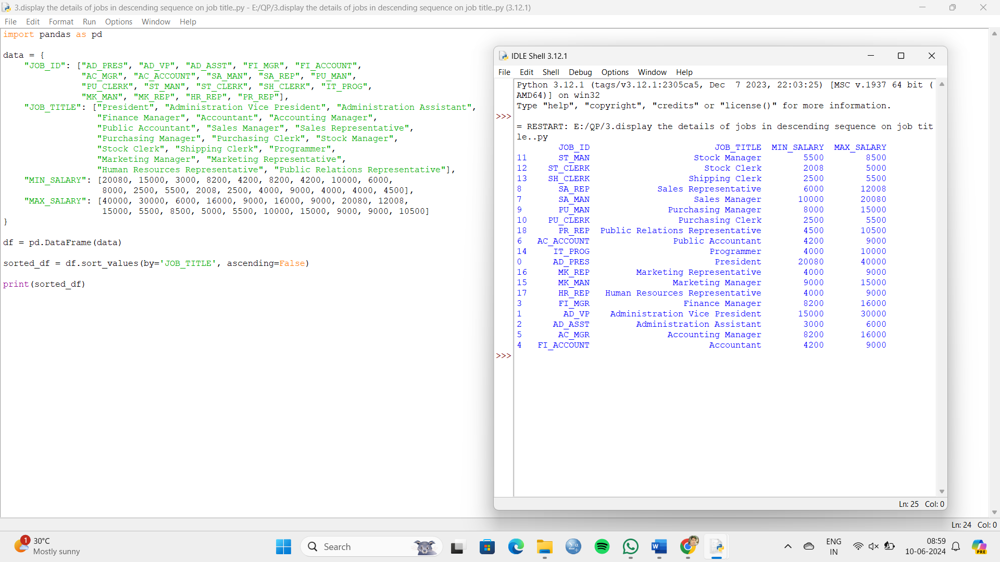 3.display the details of jobs in descending sequence on job title..py - E:/QP/3.display the details of jobs in descending sequence on job title..py (3.12.1)
File Edit Format Run Options Window Help
import pandas as pd
data = {
    "JOB_ID": ["AD_PRES", "AD_VP", "AD_ASST", "FI_MGR", "FI_ACCOUNT",
               "AC_MGR", "AC_ACCOUNT", "SA_MAN", "SA_REP", "PU_MAN",
               "PU_CLERK", "ST_MAN", "ST_CLERK", "SH_CLERK", "IT_PROG",
               "MK_MAN", "MK_REP", "HR_REP", "PR_REP"],
    "JOB_TITLE": ["President", "Administration Vice President", "Administration Assistant",
                  "Finance Manager", "Accountant", "Accounting Manager",
                  "Public Accountant", "Sales Manager", "Sales Representative",
                  "Purchasing Manager", "Purchasing Clerk", "Stock Manager",
                  "Stock Clerk", "Shipping Clerk", "Programmer",
                  "Marketing Manager", "Marketing Representative",
                  "Human Resources Representative", "Public Relations Representative"],
    "MIN_SALARY": [20080, 15000, 3000, 8200, 4200, 8200, 4200, 10000, 6000,
                   8000, 2500, 5500, 2008, 2500, 4000, 9000, 4000, 4000, 4500],
    "MAX_SALARY": [40000, 30000, 6000, 16000, 9000, 16000, 9000, 20080, 12008,
                   15000, 5500, 8500, 5000, 5500, 10000, 15000, 9000, 9000, 10500]
}
df = pd.DataFrame(data)
sorted_df = df.sort_values(by='JOB_TITLE', ascending=False)
print(sorted_df)
IDLE Shell 3.12.1
File Edit Shell Debug Options Window Help
Python 3.12.1 (tags/v3.12.1:2305ca5, Dec  7 2023, 22:03:25) [MSC v.1937 64 bit (
AMD64)] on win32
Type "help", "copyright", "credits" or "license()" for more information.
>>>
= RESTART: E:/QP/3.display the details of jobs in descending sequence on job tit
le..py
JOB_ID JOB_TITLE MIN_SALARY MAX_SALARY
11 ST_MAN Stock Manager 5500 8500
12 ST_CLERK Stock Clerk 2008 5000
13 SH_CLERK Shipping Clerk 2500 5500
8 SA_REP Sales Representative 6000 12008
7 SA_MAN Sales Manager 10000 20080
9 PU_MAN Purchasing Manager 8000 15000
10 PU_CLERK Purchasing Clerk 2500 5500
18 PR_REP Public Relations Representative 4500 10500
6 AC_ACCOUNT Public Accountant 4200 9000
14 IT_PROG Programmer 4000 10000
0 AD_PRES President 20080 40000
16 MK_REP Marketing Representative 4000 9000
15 MK_MAN Marketing Manager 9000 15000
17 HR_REP Human Resources Representative 4000 9000
3 FI_MGR Finance Manager 8200 16000
1 AD_VP Administration Vice President 15000 30000
2 AD_ASST Administration Assistant 3000 6000
5 AC_MGR Accounting Manager 8200 16000
4 FI_ACCOUNT Accountant 4200 9000
>>>
Ln: 25 Col: 0
Ln: 24 Col: 0
1
30°C
Mostly sunny
Search
ENG
IN
08:59
10-06-2024
PRE